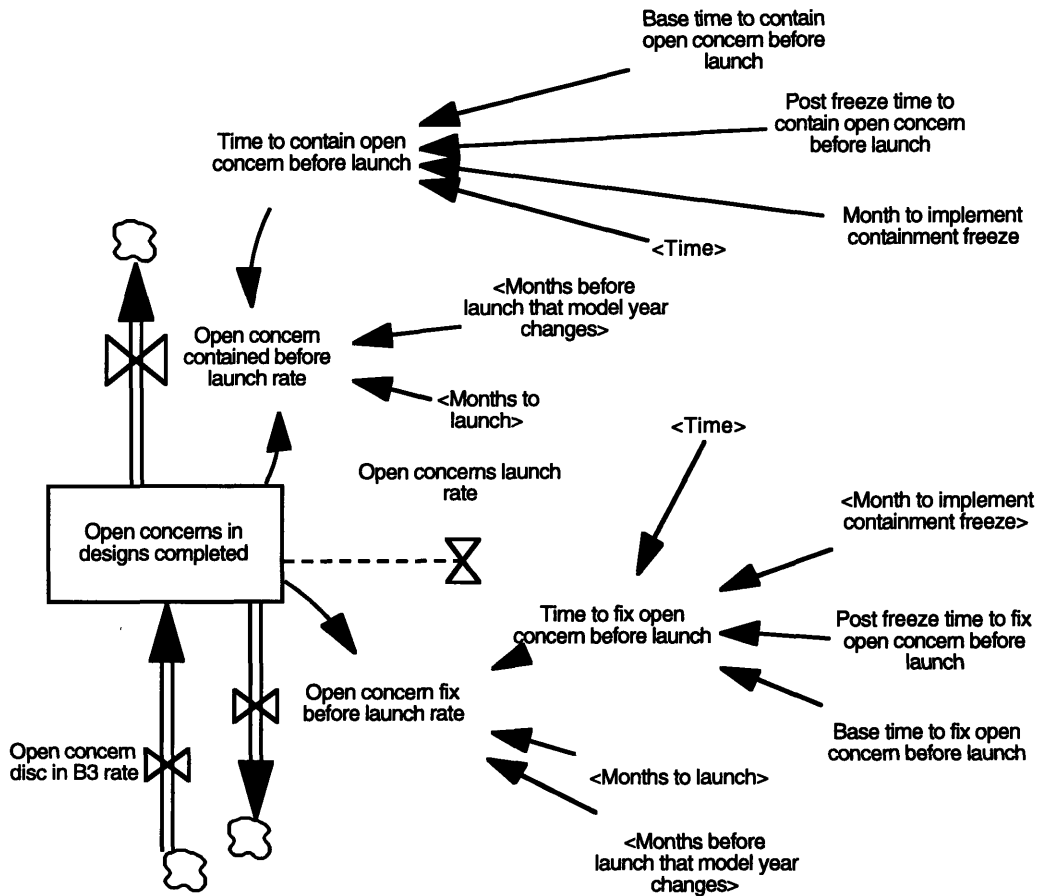 Base time to contain
open concern before
launch
Post freeze time to
contain open concern
before launch
Time to contain open
concern before launch
Month to implement
containment freeze
<Time>
<Months before
launch that model year
changes>
Open concern
contained before
launch rate
<Months to
launch>
<Time>
Open concerns launch
rate
<Month to implement
containment freeze>
Open concerns in
designs completed
Time to fix open
concern before launch
Post freeze time to fix
open concern before
launch
Open concern fix
before launch rate
Base time to fix open
concern before launch
Open concern
disc in B3 rate
<Months to launch>
<Months before
launch that model year
changes>